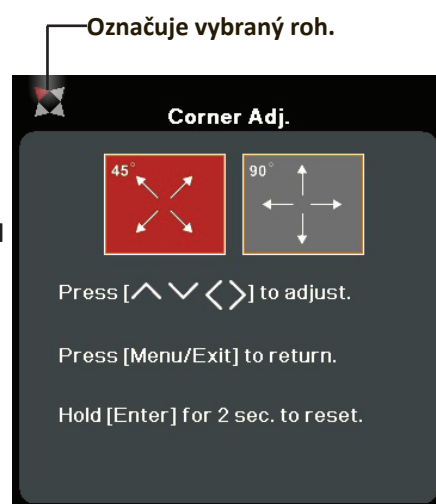 Označuje vybraný roh.
Corner Adj.
45° 90°
Press [∧∨<>] to adjust.
Press [Menu/Exit] to return.
Hold [Enter] for 2 sec. to reset.